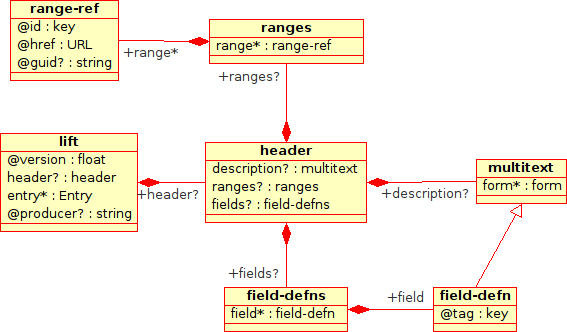 range-ref
@id : key
@href : URL
@guid? : string
+range*
ranges
range* : range-ref
+ranges?
lift
@version : float
header? : header
entry* : Entry
@producer? : string
+header?
header
description? : multitext
ranges? : ranges
fields? : field-defns
+description?
multitext
form* : form
+fields?
field-defns
field* : field-defn
+field
field-defn
@tag : key